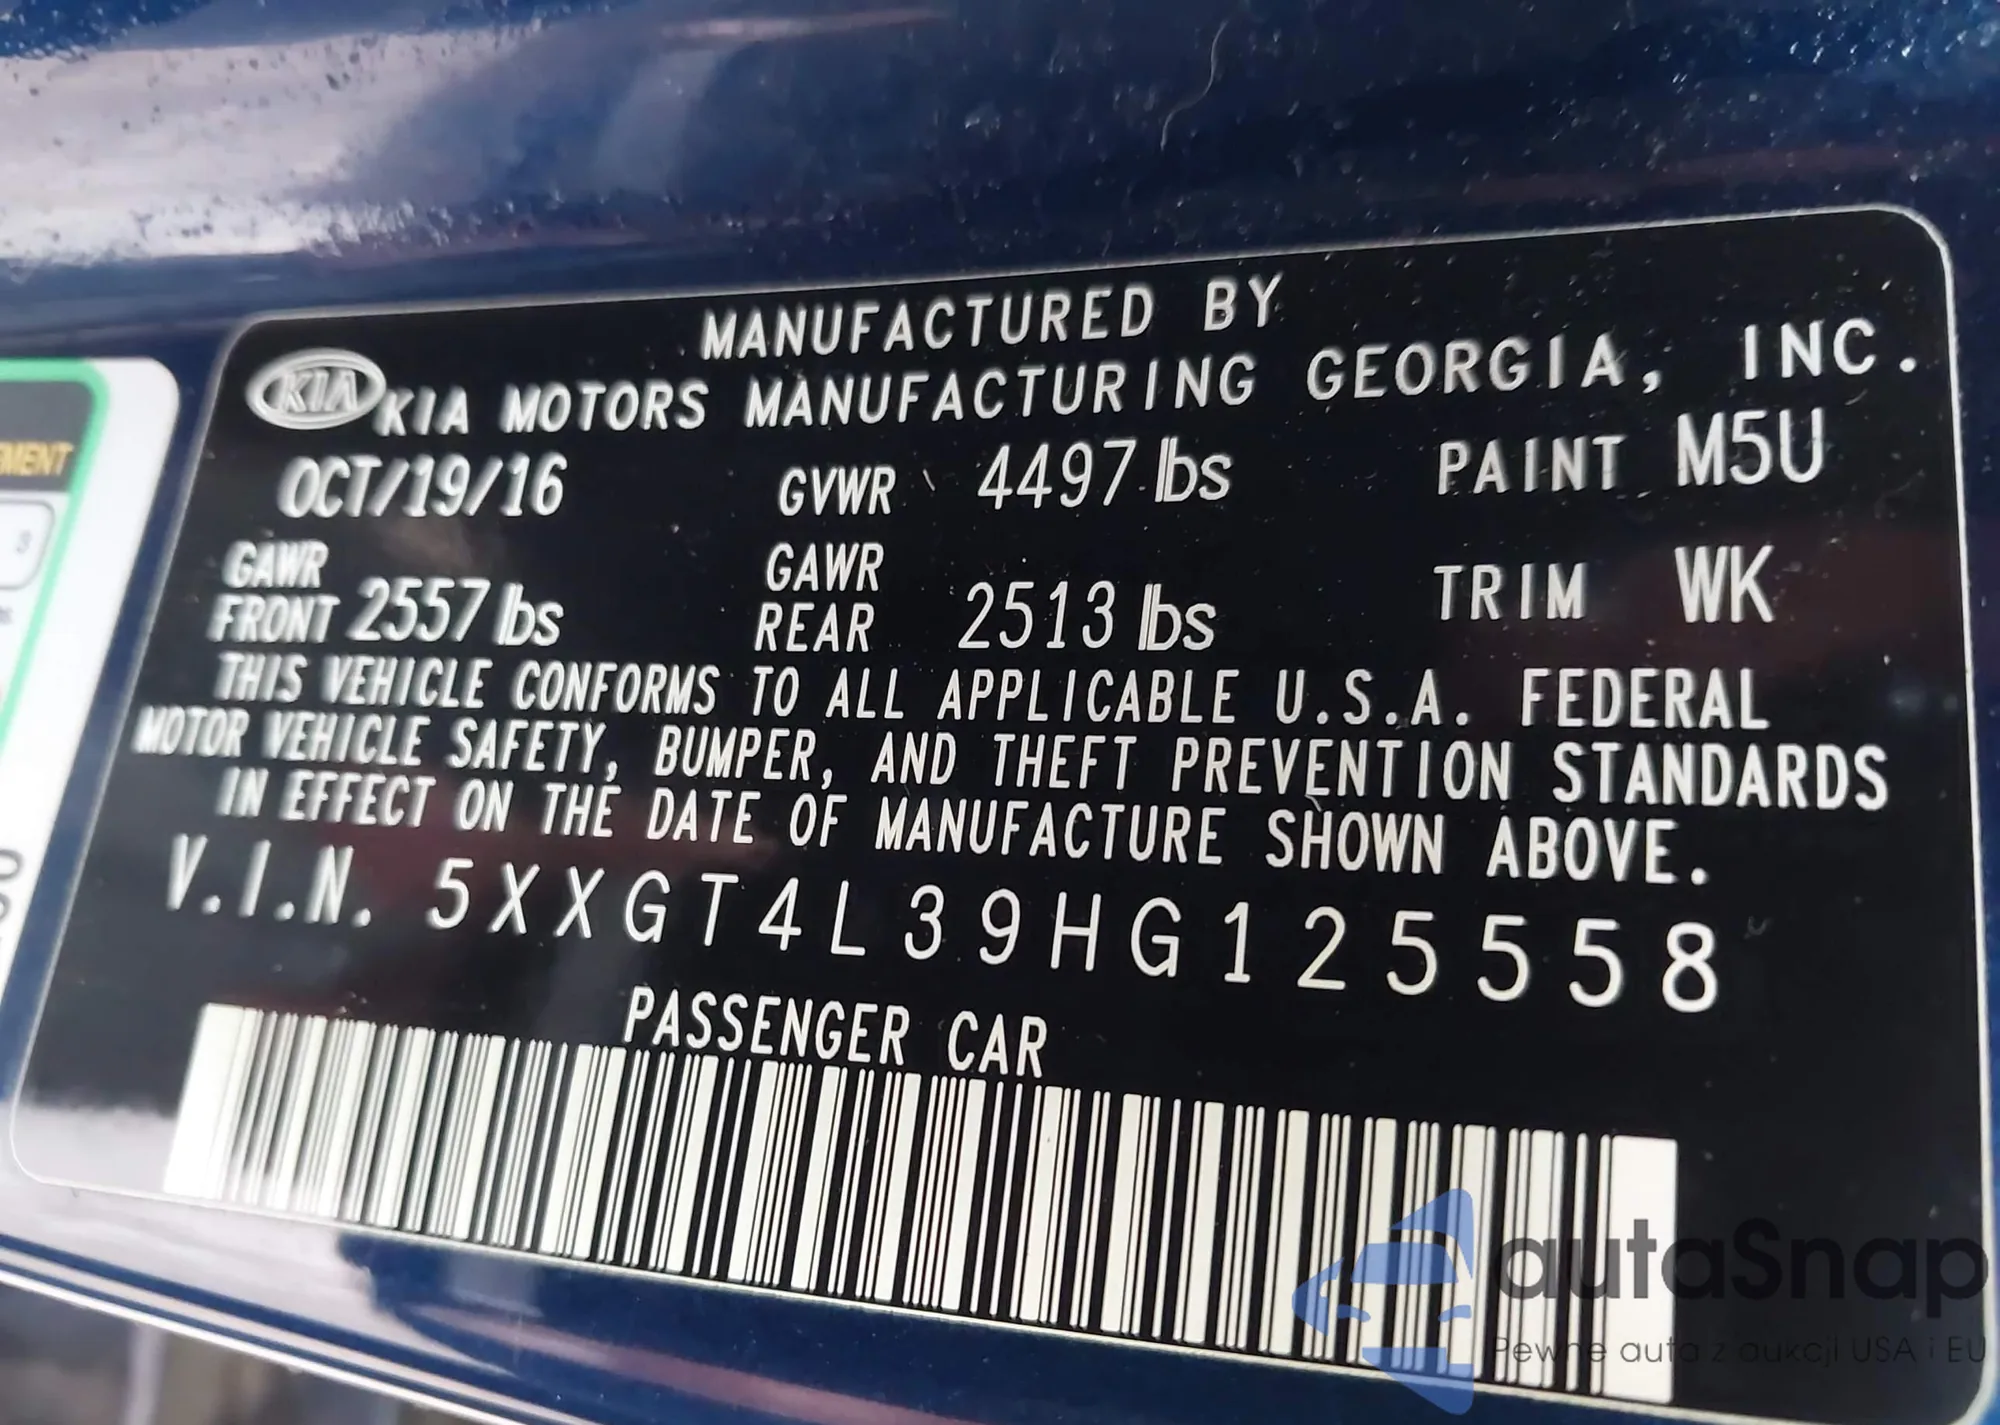 MANUFACTURED BY
KIA KIA MOTORS MANUFACTURING GEORGIA, INC.
OCT/19/16 GVWR 4497 lbs PAINT M5U
GAWR FRONT 2557 lbs GAWR REAR 2513 lbs TRIM WK
THIS VEHICLE CONFORMS TO ALL APPLICABLE U.S.A. FEDERAL
MOTOR VEHICLE SAFETY, BUMPER, AND THEFT PREVENTION STANDARDS
IN EFFECT ON THE DATE OF MANUFACTURE SHOWN ABOVE.
V.I.N. 5XXGT4L39HG125558
PASSENGER CAR
autaSnap
Pewne auta z aukcji USA i EU